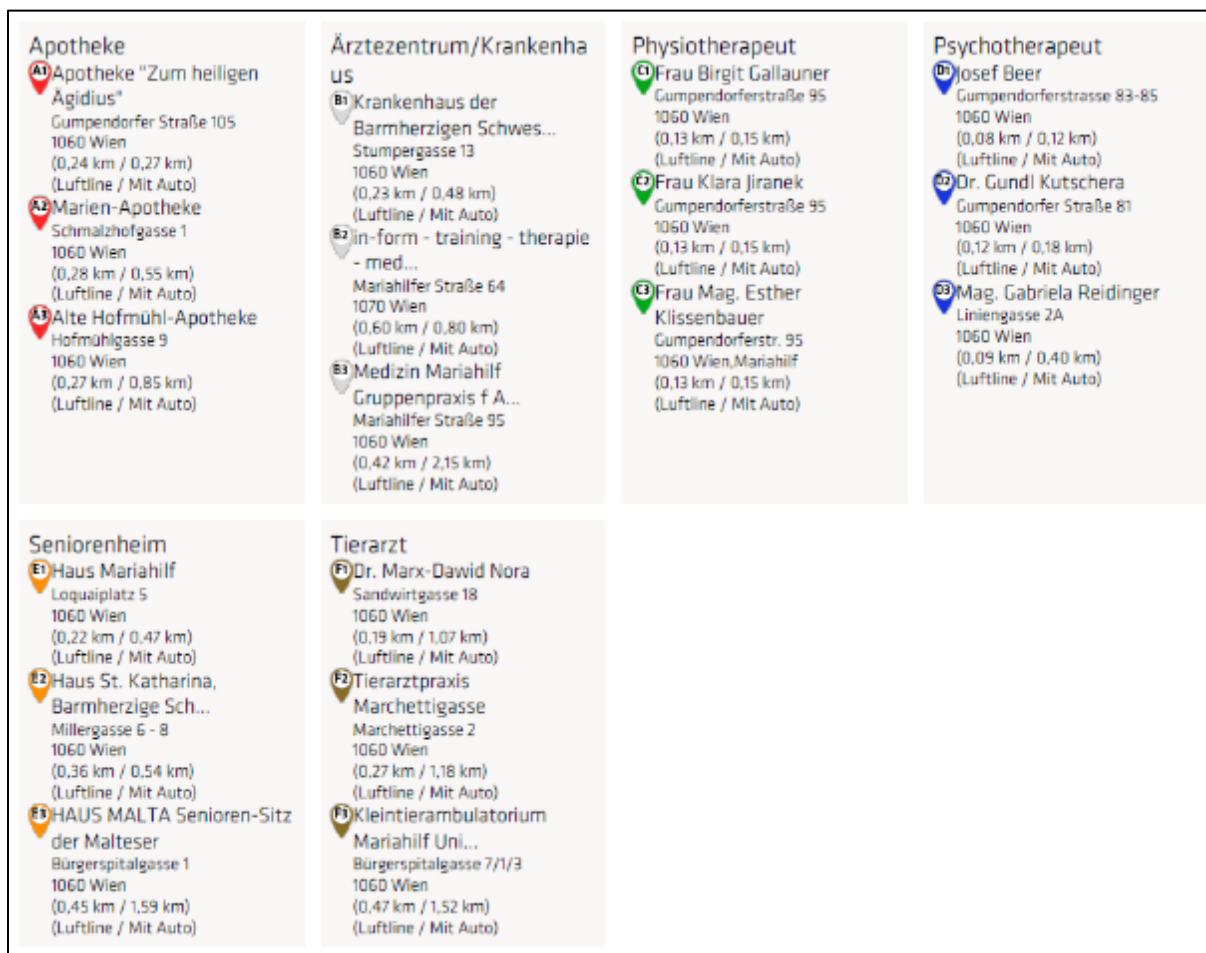 Apotheke
A1 Apotheke "Zum heiligen
Ägidius"
Gumpendorfer Straße 105
1060 Wien
(0,24 km / 0,27 km)
(Luftline / Mit Auto)
A2 Marien-Apotheke
Schmalzhofgasse 1
1060 Wien
(0,28 km / 0,55 km)
(Luftline / Mit Auto)
A3 Alte Hofmühl-Apotheke
Hofmühlgasse 9
1060 Wien
(0,27 km / 0,85 km)
(Luftline / Mit Auto)
Ärztezentrum/Krankenha
us
B1 Krankenhaus der
Barmherzigen Schwes...
Stumpergasse 13
1060 Wien
(0,23 km / 0,48 km)
(Luftline / Mit Auto)
B2 in-form - training - therapie
- med...
Mariahilfer Straße 64
1070 Wien
(0,60 km / 0,80 km)
(Luftline / Mit Auto)
B3 Medizin Mariahilf
Gruppenpraxis f A...
Mariahilfer Straße 95
1060 Wien
(0,42 km / 2,15 km)
(Luftline / Mit Auto)
Physiotherapeut
C1 Frau Birgit Gallauner
Gumpendorferstraße 95
1060 Wien
(0,13 km / 0,15 km)
(Luftline / Mit Auto)
C2 Frau Klara Jiranek
Gumpendorferstraße 95
1060 Wien
(0,13 km / 0,15 km)
(Luftline / Mit Auto)
C3 Frau Mag. Esther
Klissenbauer
Gumpendorferstr. 95
1060 Wien,Mariahilf
(0,13 km / 0,15 km)
(Luftline / Mit Auto)
Psychotherapeut
D1 Josef Beer
Gumpendorferstrasse 83-85
1060 Wien
(0,08 km / 0,12 km)
(Luftline / Mit Auto)
D2 Dr. Gundl Kutschera
Gumpendorfer Straße 81
1060 Wien
(0,12 km / 0,18 km)
(Luftline / Mit Auto)
D3 Mag. Gabriela Reidinger
Liniengasse 2A
1060 Wien
(0,09 km / 0,40 km)
(Luftline / Mit Auto)
Seniorenheim
E1 Haus Mariahilf
Loquaiplatz 5
1060 Wien
(0,22 km / 0,47 km)
(Luftline / Mit Auto)
E2 Haus St. Katharina,
Barmherzige Sch...
Millergasse 6 - 8
1060 Wien
(0,36 km / 0,54 km)
(Luftline / Mit Auto)
E3 HAUS MALTA Senioren-Sitz
der Malteser
Bürgerspitalgasse 1
1060 Wien
(0,45 km / 1,59 km)
(Luftline / Mit Auto)
Tierarzt
F1 Dr. Marx-Dawid Nora
Sandwirtgasse 18
1060 Wien
(0,19 km / 1,07 km)
(Luftline / Mit Auto)
F2 Tierarztpraxis
Marchettigasse
Marchettigasse 2
1060 Wien
(0,27 km / 1,18 km)
(Luftline / Mit Auto)
F3 Kleintierambulatorium
Mariahilf Uni...
Bürgerspitalgasse 7/1/3
1060 Wien
(0,47 km / 1,52 km)
(Luftline / Mit Auto)